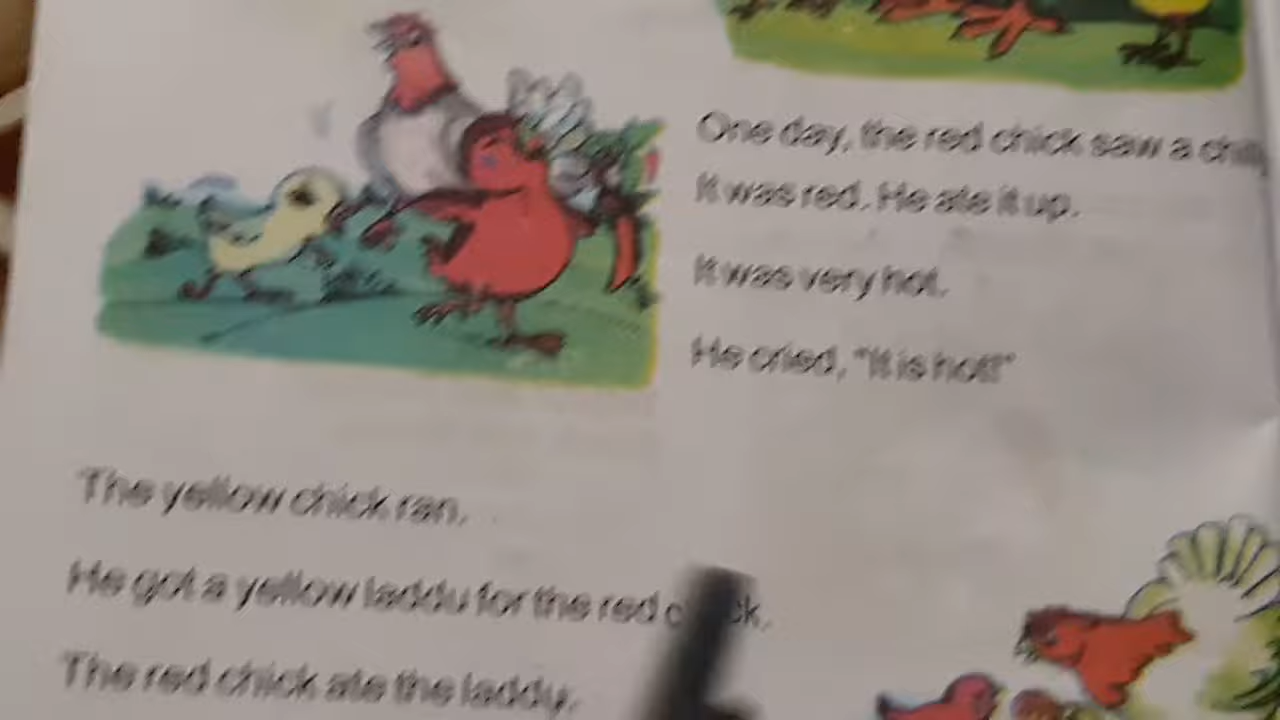 One day, the red chick saw a
It was red. He ate it up.
It was very hot.
He cried, "It is hot!"
The yellow chick ran.
He got a yellow laddu for the red
The red chick ate the laddu.